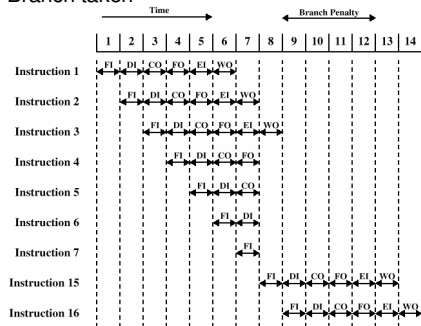 Branch taken
Time Branch Penalty
1 2 3 4 5 6 7 8 9 10 11 12 13 14
Instruction 1 FI DI CO FO EI WO
Instruction 2 FI DI CO FO EI WO
Instruction 3 FI DI CO FO EI WO
Instruction 4 FI DI CO FO
Instruction 5 FI DI CO
Instruction 6 FI DI
Instruction 7 FI
Instruction 15 FI DI CO FO EI WO
Instruction 16 FI DI CO FO EI WO